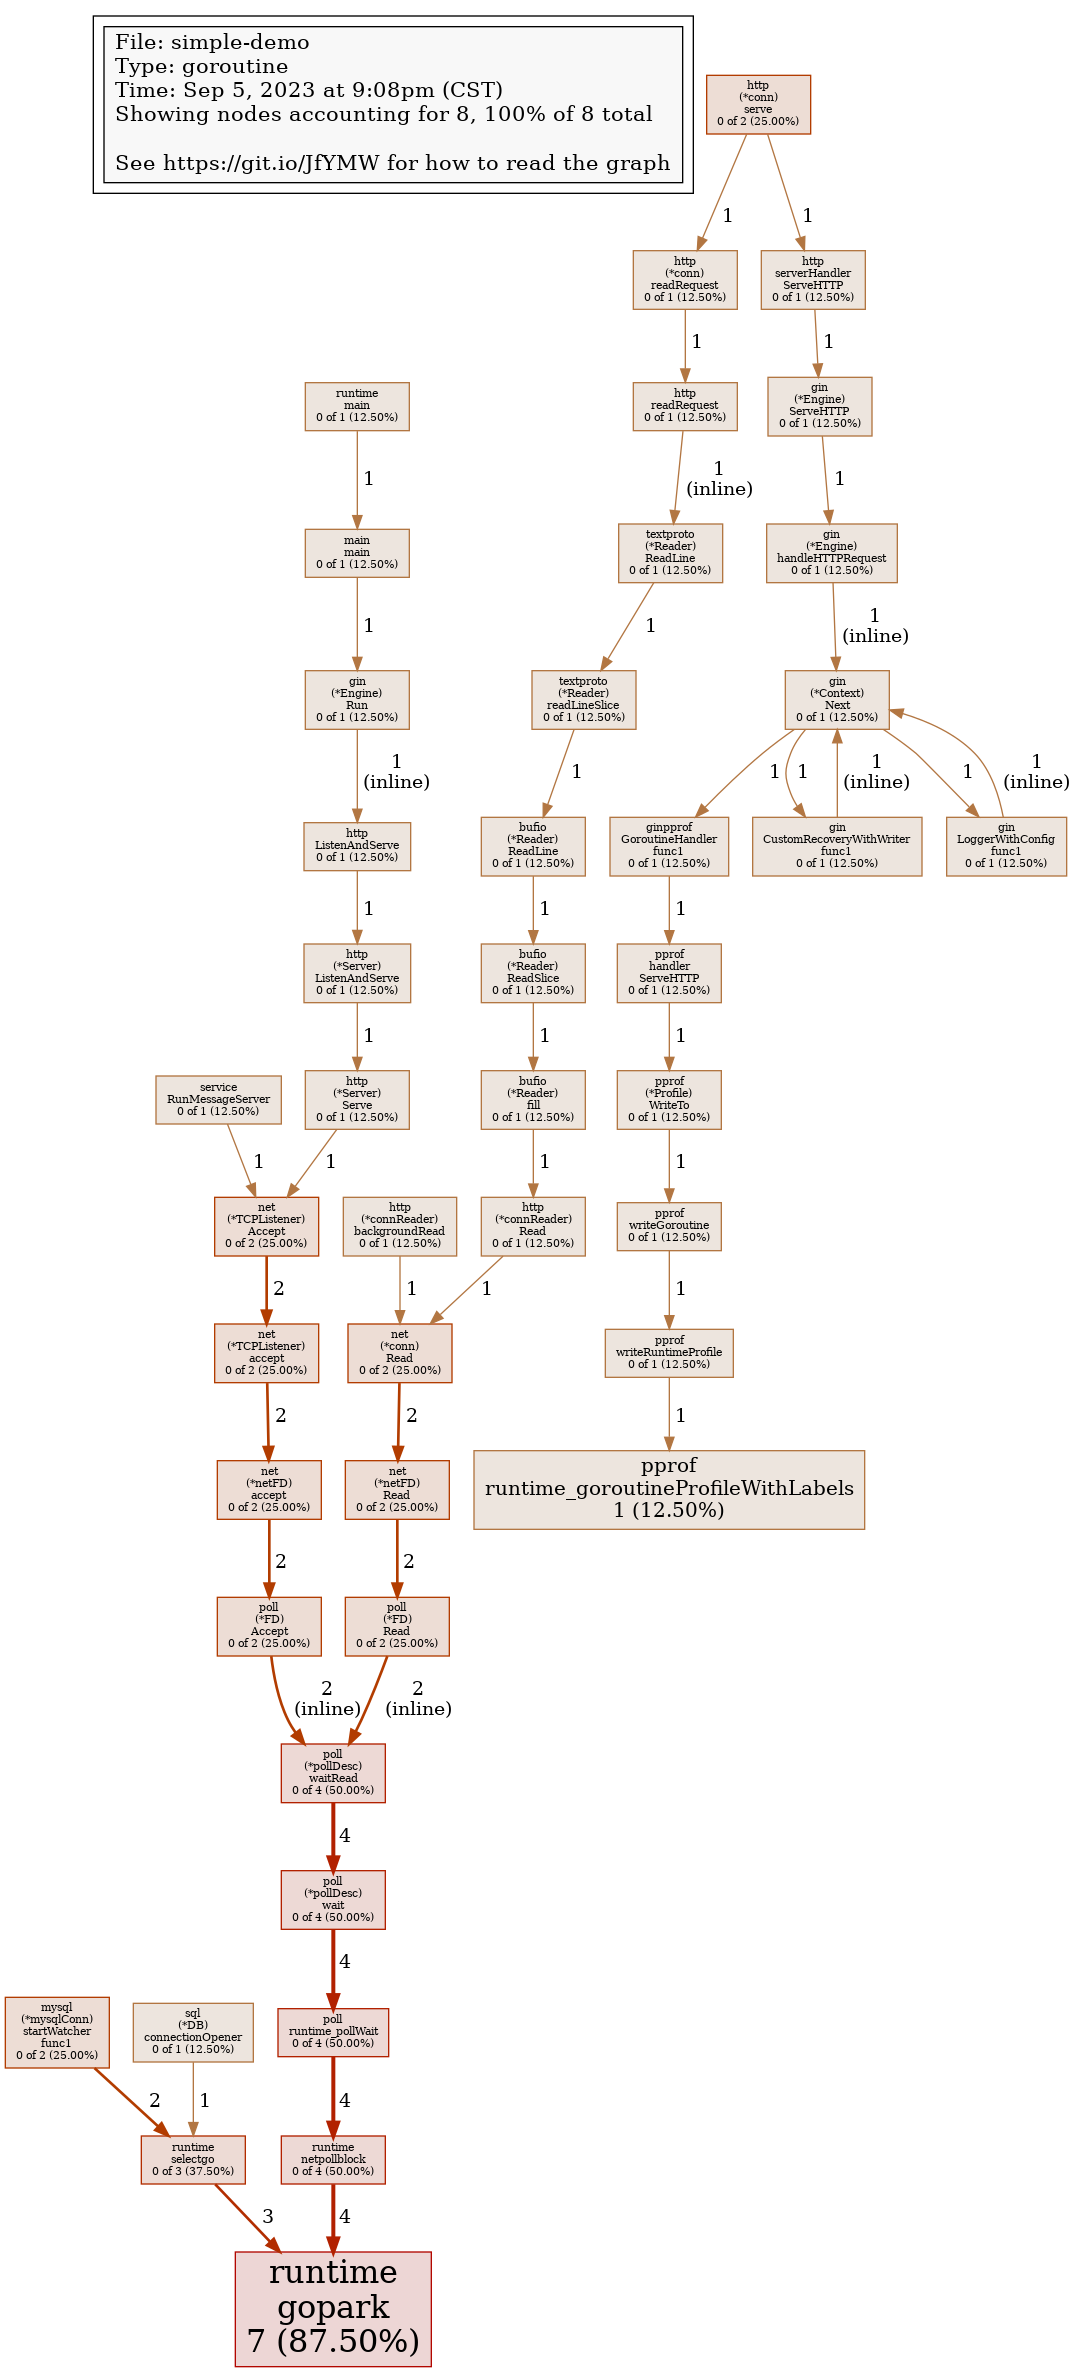 File: simple-demo
Type: goroutine
Time: Sep 5, 2023 at 9:08pm (CST)
Showing nodes accounting for 8, 100% of 8 total
See https://git.io/JfYMW for how to read the graph
http
(*conn)
serve
0 of 2 (25.00%)
1
1
http
(*conn)
readRequest
0 of 1 (12.50%)
http
serverHandler
ServeHTTP
0 of 1 (12.50%)
1
1
runtime
main
0 of 1 (12.50%)
http
readRequest
0 of 1 (12.50%)
gin
(*Engine)
ServeHTTP
0 of 1 (12.50%)
1
1
(inline)
1
main
main
0 of 1 (12.50%)
textproto
(*Reader)
ReadLine
0 of 1 (12.50%)
gin
(*Engine)
handleHTTPRequest
0 of 1 (12.50%)
1
1
1
(inline)
gin
(*Engine)
Run
0 of 1 (12.50%)
textproto
(*Reader)
readLineSlice
0 of 1 (12.50%)
gin
(*Context)
Next
0 of 1 (12.50%)
1
(inline)
1
1
1
1
(inline)
1
1
(inline)
http
ListenAndServe
0 of 1 (12.50%)
bufio
(*Reader)
ReadLine
0 of 1 (12.50%)
ginpprof
GoroutineHandler
func1
0 of 1 (12.50%)
gin
CustomRecoveryWithWriter
func1
0 of 1 (12.50%)
gin
LoggerWithConfig
func1
0 of 1 (12.50%)
1
1
1
http
(*Server)
ListenAndServe
0 of 1 (12.50%)
bufio
(*Reader)
ReadSlice
0 of 1 (12.50%)
pprof
handler
ServeHTTP
0 of 1 (12.50%)
1
1
1
service
RunMessageServer
0 of 1 (12.50%)
http
(*Server)
Serve
0 of 1 (12.50%)
bufio
(*Reader)
fill
0 of 1 (12.50%)
pprof
(*Profile)
WriteTo
0 of 1 (12.50%)
1
1
1
1
net
(*TCPListener)
Accept
0 of 2 (25.00%)
http
(*connReader)
backgroundRead
0 of 1 (12.50%)
http
(*connReader)
Read
0 of 1 (12.50%)
pprof
writeGoroutine
0 of 1 (12.50%)
2
1
1
1
net
(*TCPListener)
accept
0 of 2 (25.00%)
net
(*conn)
Read
0 of 2 (25.00%)
pprof
writeRuntimeProfile
0 of 1 (12.50%)
2
2
1
net
(*netFD)
accept
0 of 2 (25.00%)
net
(*netFD)
Read
0 of 2 (25.00%)
pprof
runtime_goroutineProfileWithLabels
1 (12.50%)
2
2
poll
(*FD)
Accept
0 of 2 (25.00%)
poll
(*FD)
Read
0 of 2 (25.00%)
2
(inline)
2
(inline)
poll
(*pollDesc)
waitRead
0 of 4 (50.00%)
4
poll
(*pollDesc)
wait
0 of 4 (50.00%)
4
mysql
(*mysqlConn)
startWatcher
func1
0 of 2 (25.00%)
sql
(*DB)
connectionOpener
0 of 1 (12.50%)
poll
runtime_pollWait
0 of 4 (50.00%)
2
1
4
runtime
selectgo
0 of 3 (37.50%)
runtime
netpollblock
0 of 4 (50.00%)
3
4
runtime
gopark
7 (87.50%)